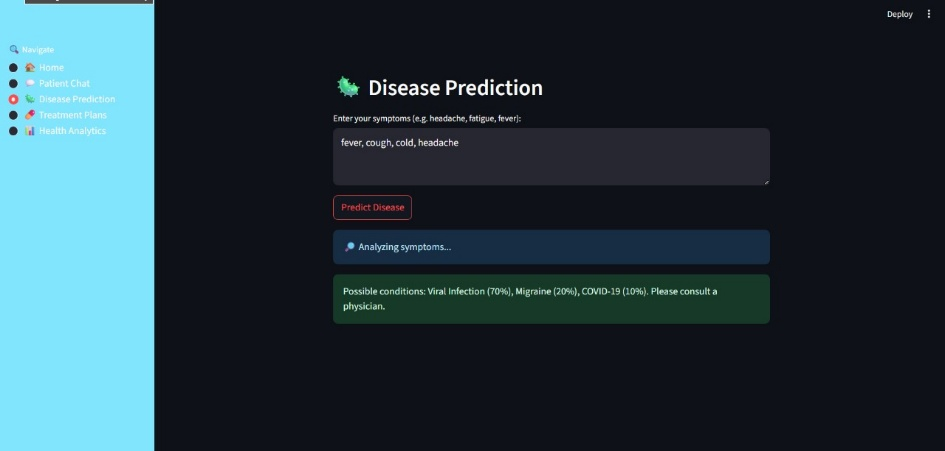 Deploy
Navigate
Home
Patient Chat
Disease Prediction
Treatment Plans
Health Analytics
Disease Prediction
Enter your symptoms (e.g. headache, fatigue, fever):
fever, cough, cold, headache
Predict Disease
Analyzing symptoms...
Possible conditions: Viral Infection (70%), Migraine (20%), COVID-19 (10%). Please consult a
physician.